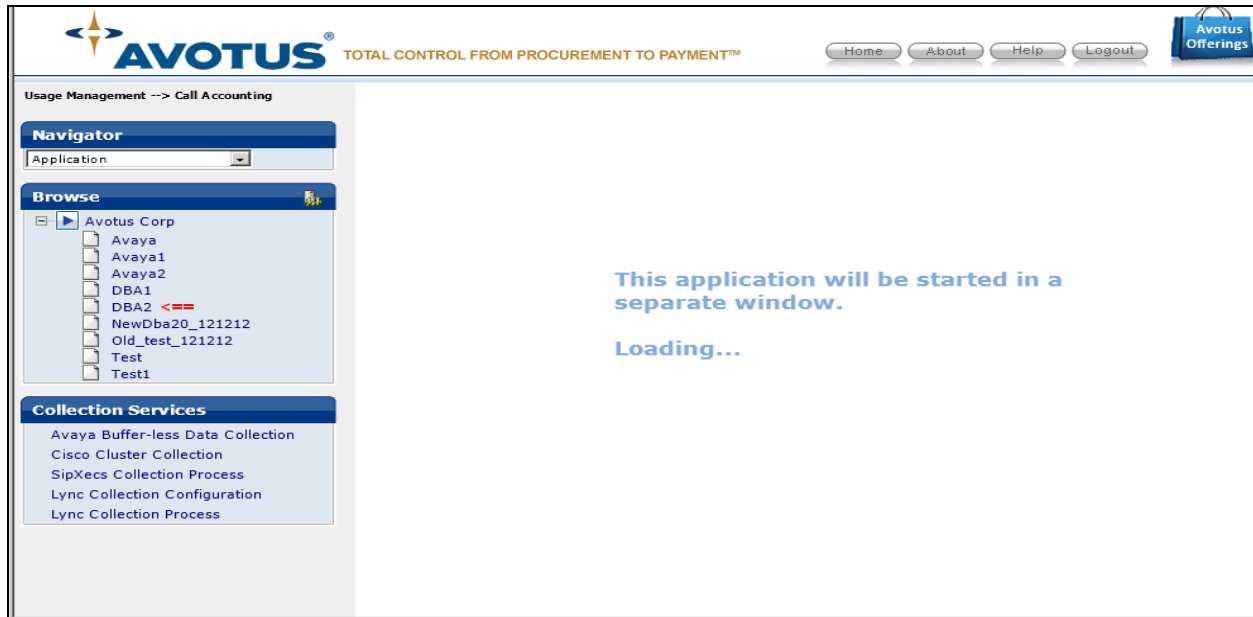 AVOTUS® TOTAL CONTROL FROM PROCUREMENT TO PAYMENT™
Home About Help Logout
Avotus
Offerings
Usage Management --> Call Accounting
Navigator
Application
Browse
Avotus Corp
Avaya
Avaya1
Avaya2
DBA1
DBA2 <==
NewDba20_121212
Old_test_121212
Test
Test1
Collection Services
Avaya Buffer-less Data Collection
Cisco Cluster Collection
SipXecs Collection Process
Lync Collection Configuration
Lync Collection Process
This application will be started in a
separate window.
Loading...